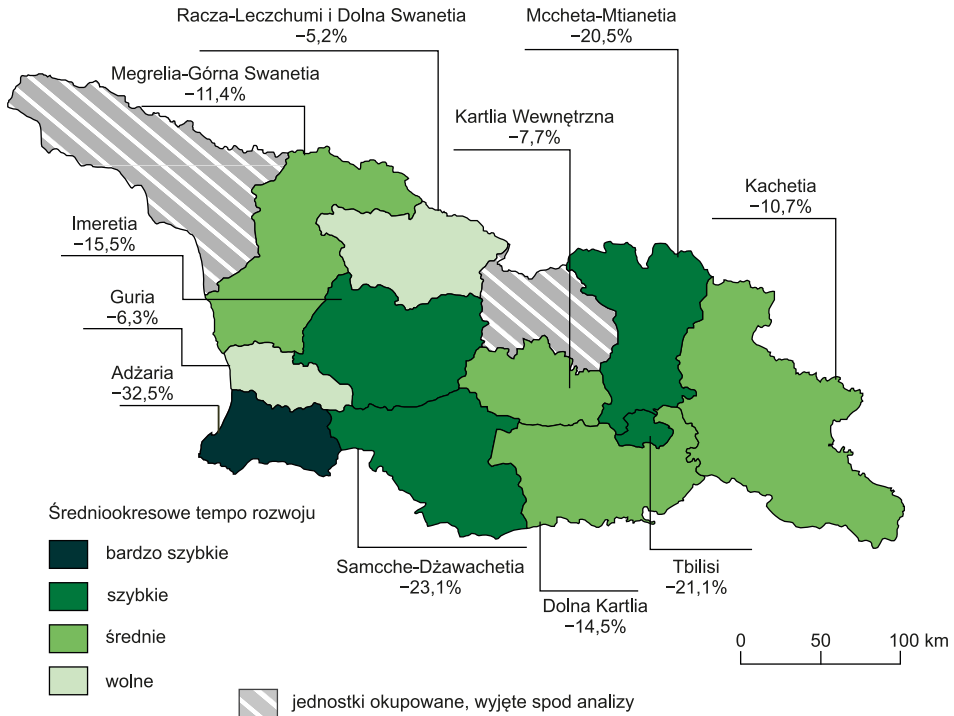 Racza-Leczchumi i Dolna Swanetia
−5,2%
Mccheta-Mtianetia
−20,5%
Megrelia-Górna Swanetia
−11,4%
Kartlia Wewnętrzna
−7,7%
Kachetia
−10,7%
Imeretia
−15,5%
Guria
−6,3%
Adżaria
−32,5%
Średniookresowe tempo rozwoju
bardzo szybkie
szybkie
średnie
wolne
Samcche-Dżawachetia
−23,1%
Dolna Kartlia
−14,5%
Tbilisi
−21,1%
0 50 100 km
jednostki okupowane, wyjęte spod analizy